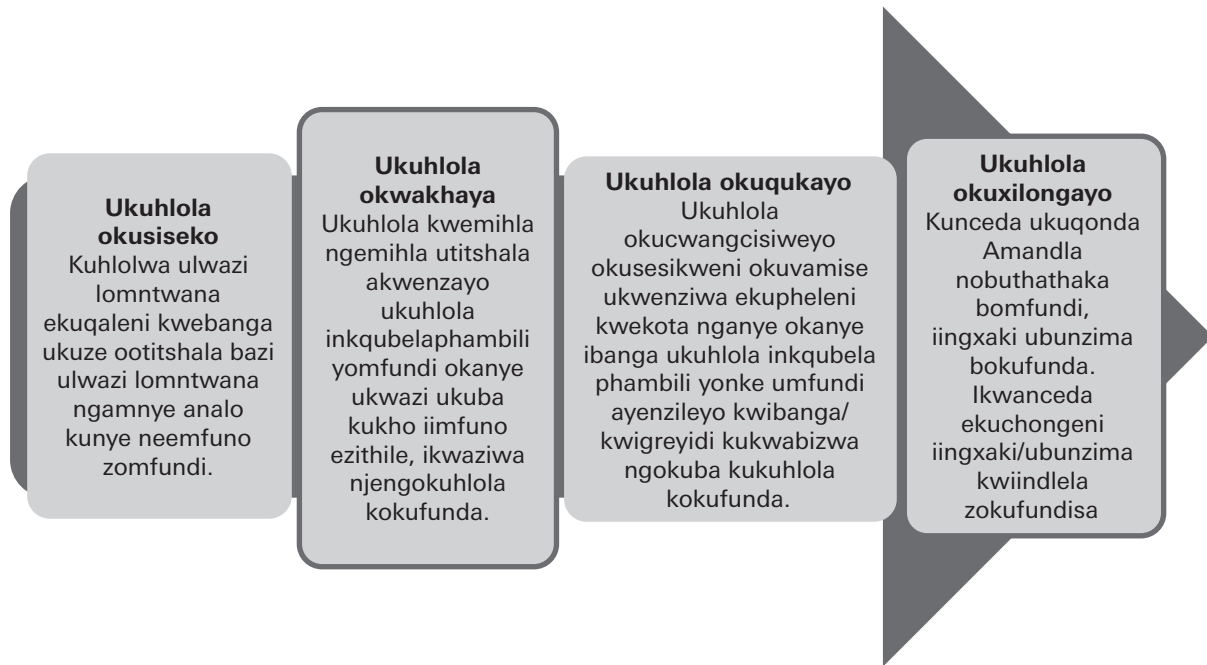 Ukuhlola
okusiseko
Kuhlolwa ulwazi
lomntwana
ekuqaleni kwebanga
ukuze ootitshala bazi
ulwazi lomntwana
ngamnye analo
kunye neemfuno
zomfundi.
Ukuhlola
okwakhaya
Ukuhlola kwemihla
ngemihla utitshala
akwenzayo
ukuhlola
inkqubelaphambili
yomfundi okanye
ukwazi ukuba
kukho iimfuno
ezithile, ikwaziwa
njengokuhlola
kokufunda.
Ukuhlola okuqukayo
Ukuhlola
okucwangcisiweyo
okusesikweni okuvamise
ukwenziwa ekupheleni
kwekota nganye okanye
ibanga ukuhlola inkqubela
phambili yonke umfundi
ayenzileyo kwibanga/
kwigreyidi kukwabizwa
ngokuba kukuhlola
kokufunda.
Ukuhlola
okuxilongayo
Kunceda ukuqonda
Amandla
nobuthathaka
bomfundi,
iingxaki ubunzima
bokufunda.
Ikwanceda
ekuchongeni
iingxaki/ubunzima
kwiindlela
zokufundisa